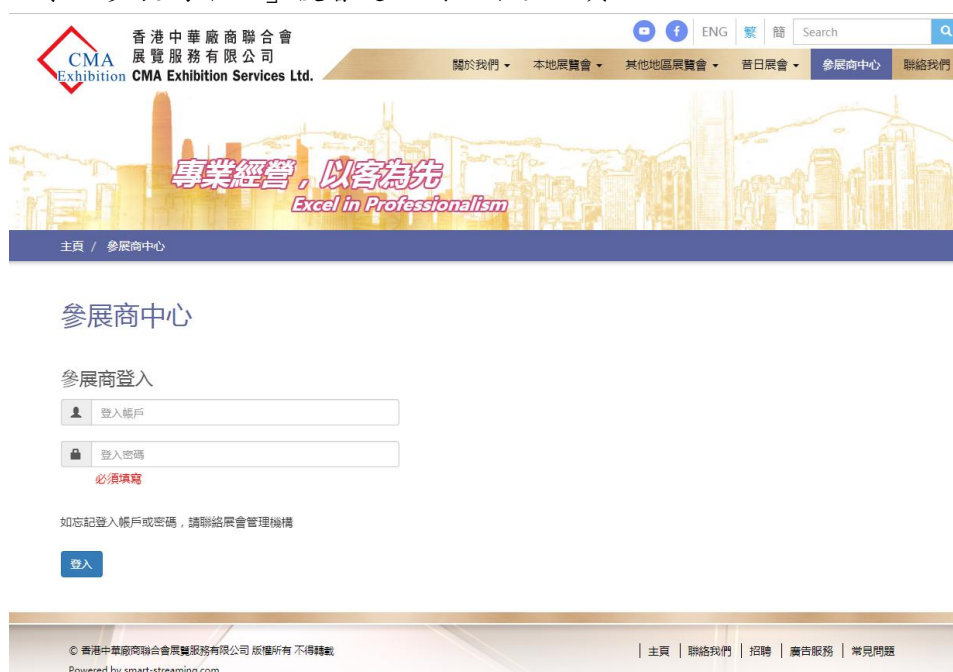 香港中華廠商聯合會
展覽服務有限公司
CMA Exhibition Services Ltd.
CMA
Exhibition
ENG 繁 簡 Search
關於我們 本地展覽會 其他地區展覽會 昔日展會 參展商中心 聯絡我們
專業經營，以客為先
Excel in Professionalism
主頁 / 參展商中心
參展商中心
參展商登入
登入帳戶
登入密碼
必須填寫
如忘記登入帳戶或密碼，請聯絡展會管理機構
登入
© 香港中華廠商聯合會展覽服務有限公司 版權所有 不得轉載
| 主頁 | 聯絡我們 | 招聘 | 廣告服務 | 常見問題
Powered by smart-streaming.com